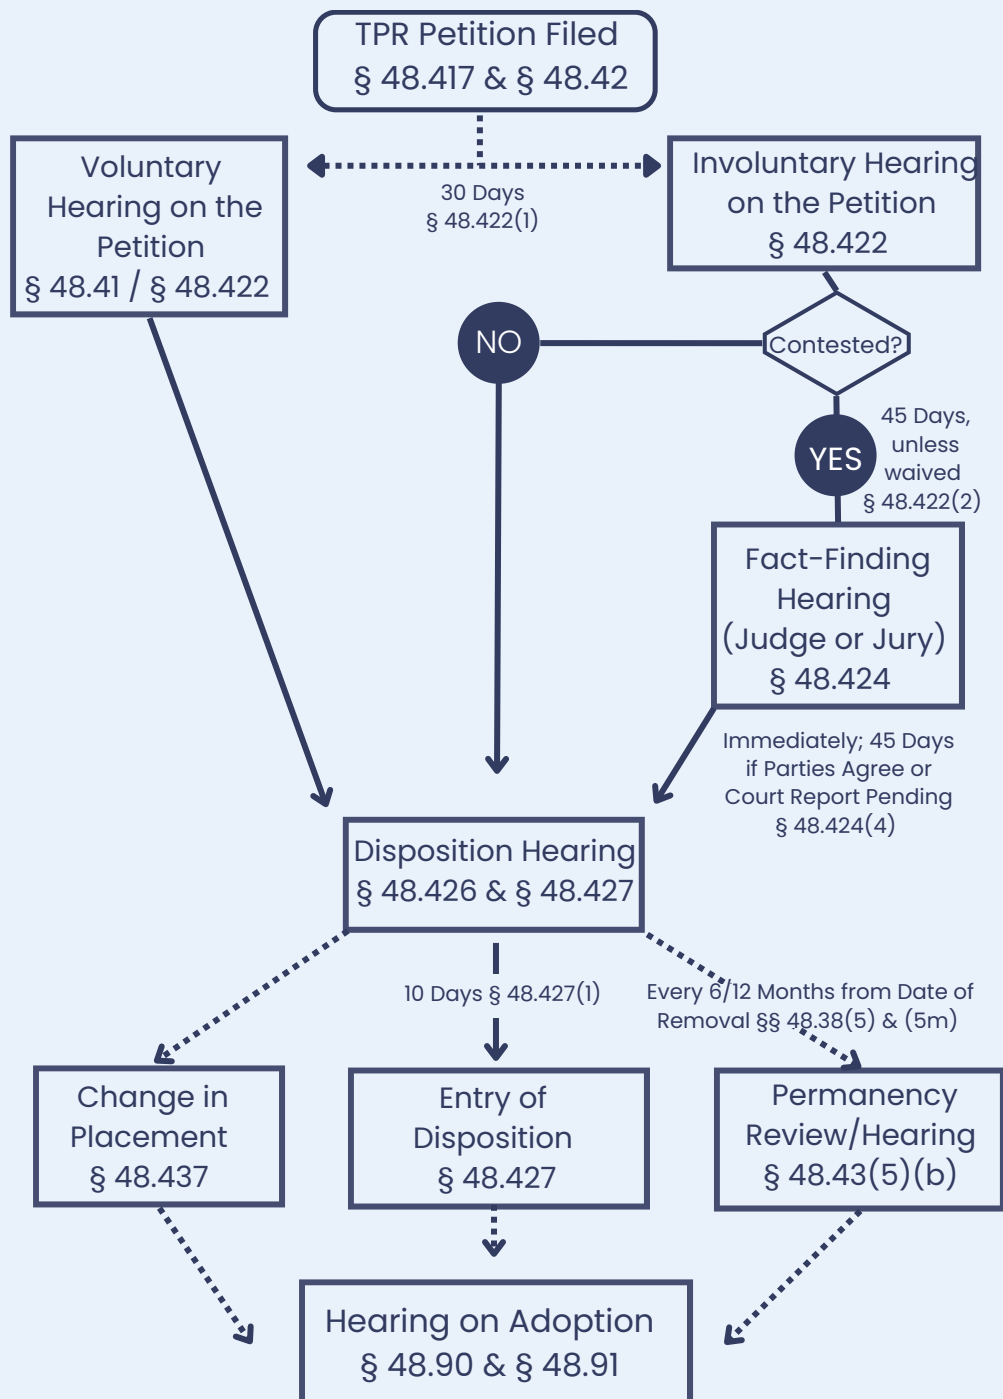 TPR Petition Filed
§ 48.417 & § 48.42
Voluntary
Hearing on the
Petition
§ 48.41 / § 48.422
30 Days
§ 48.422(1)
Involuntary Hearing
on the Petition
§ 48.422
NO
Contested?
YES
45 Days,
unless
waived
§ 48.422(2)
Fact-Finding
Hearing
(Judge or Jury)
§ 48.424
Immediately; 45 Days
if Parties Agree or
Court Report Pending
§ 48.424(4)
Disposition Hearing
§ 48.426 & § 48.427
10 Days § 48.427(1)
Every 6/12 Months from Date of
Removal §§ 48.38(5) & (5m)
Change in
Placement
§ 48.437
Entry of
Disposition
§ 48.427
Permanency
Review/Hearing
§ 48.43(5)(b)
Hearing on Adoption
§ 48.90 & § 48.91